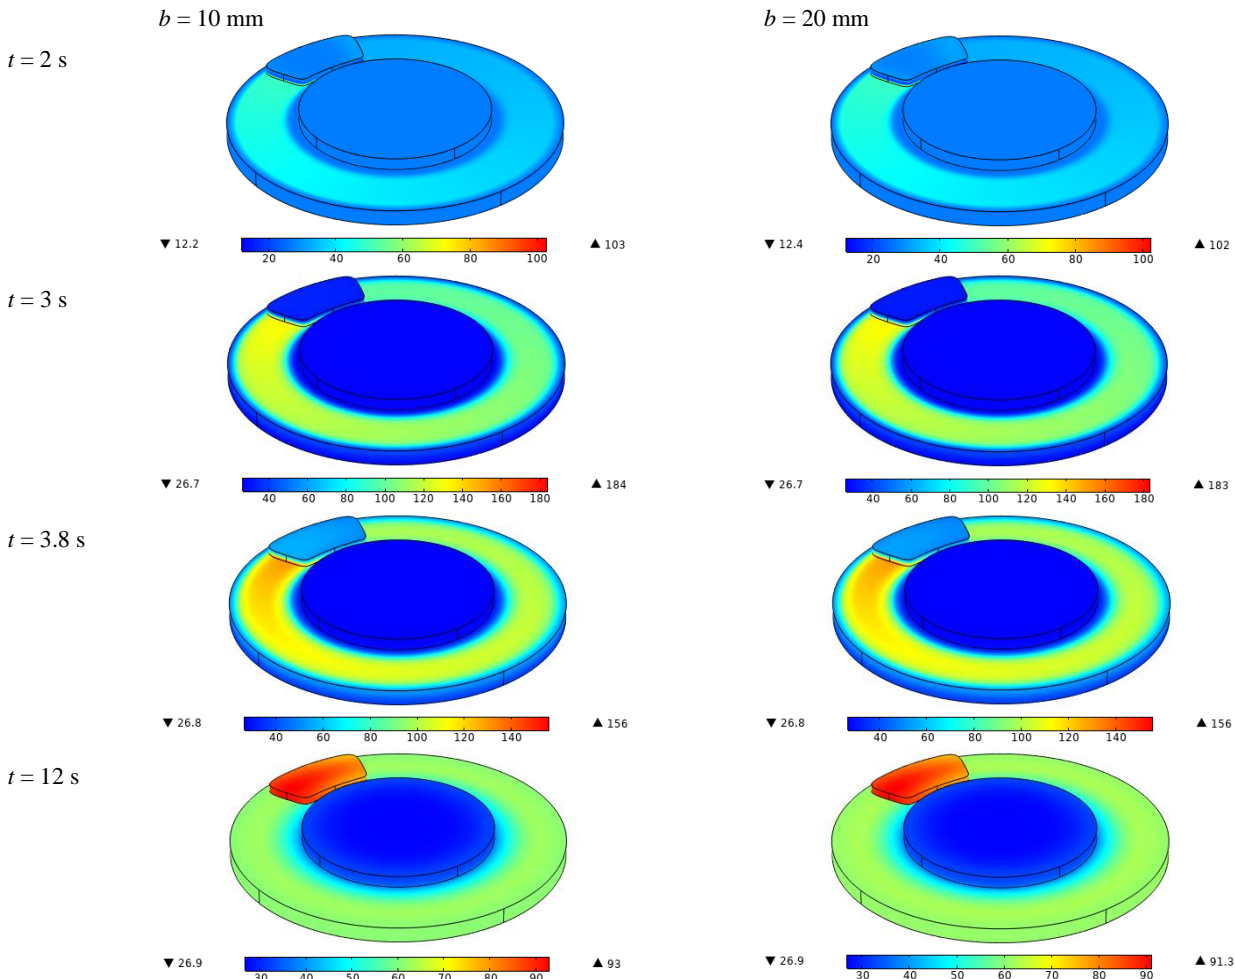 b = 10 mm
b = 20 mm
t = 2 s
▼ 12.2
20 40 60 80 100
▲ 103
▼ 12.4
20 40 60 80 100
▲ 102
t = 3 s
▼ 26.7
40 60 80 100 120 140 160 180
▲ 184
▼ 26.7
40 60 80 100 120 140 160 180
▲ 183
t = 3.8 s
▼ 26.8
40 60 80 100 120 140
▲ 156
▼ 26.8
40 60 80 100 120 140
▲ 156
t = 12 s
▼ 26.9
30 40 50 60 70 80 90
▲ 93
▼ 26.9
30 40 50 60 70 80 90
▲ 91.3